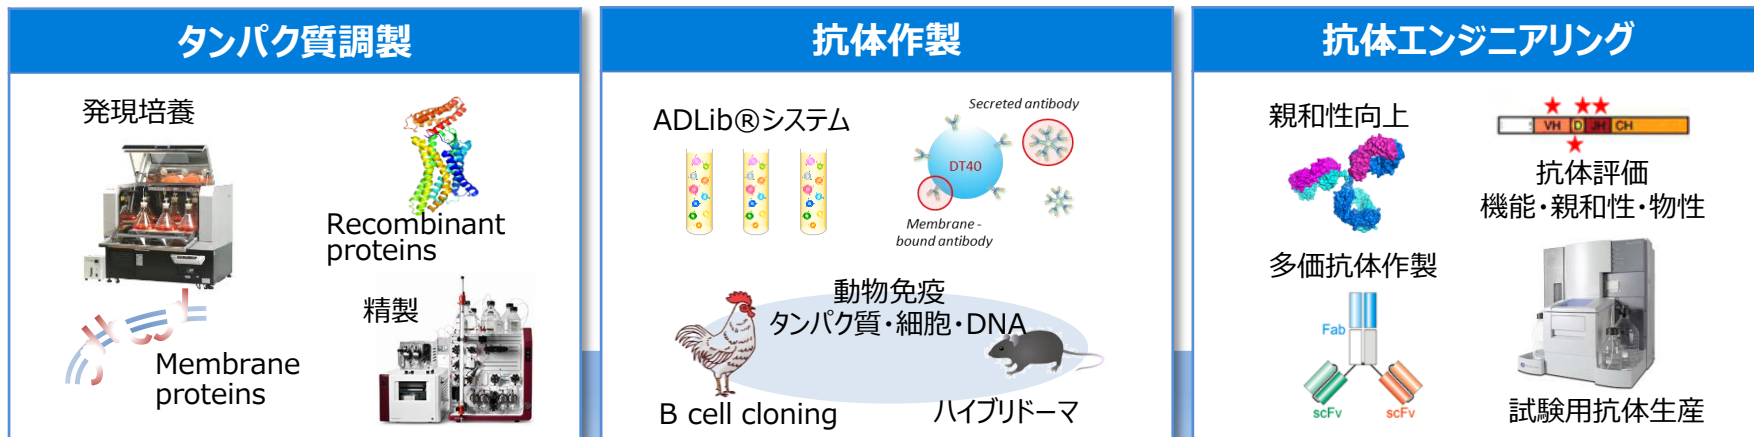 タンパク質調製
発現培養
Recombinant
proteins
精製
Membrane
proteins
抗体作製
ADLib®システム
Secreted antibody
DT40
Membrane -
bound antibody
動物免疫
タンパク質・細胞・DNA
B cell cloning
ハイブリドーマ
抗体エンジニアリング
親和性向上
VH D JH CH
抗体評価
機能・親和性・物性
多価抗体作製
Fab
scFv
scFv
試験用抗体生産